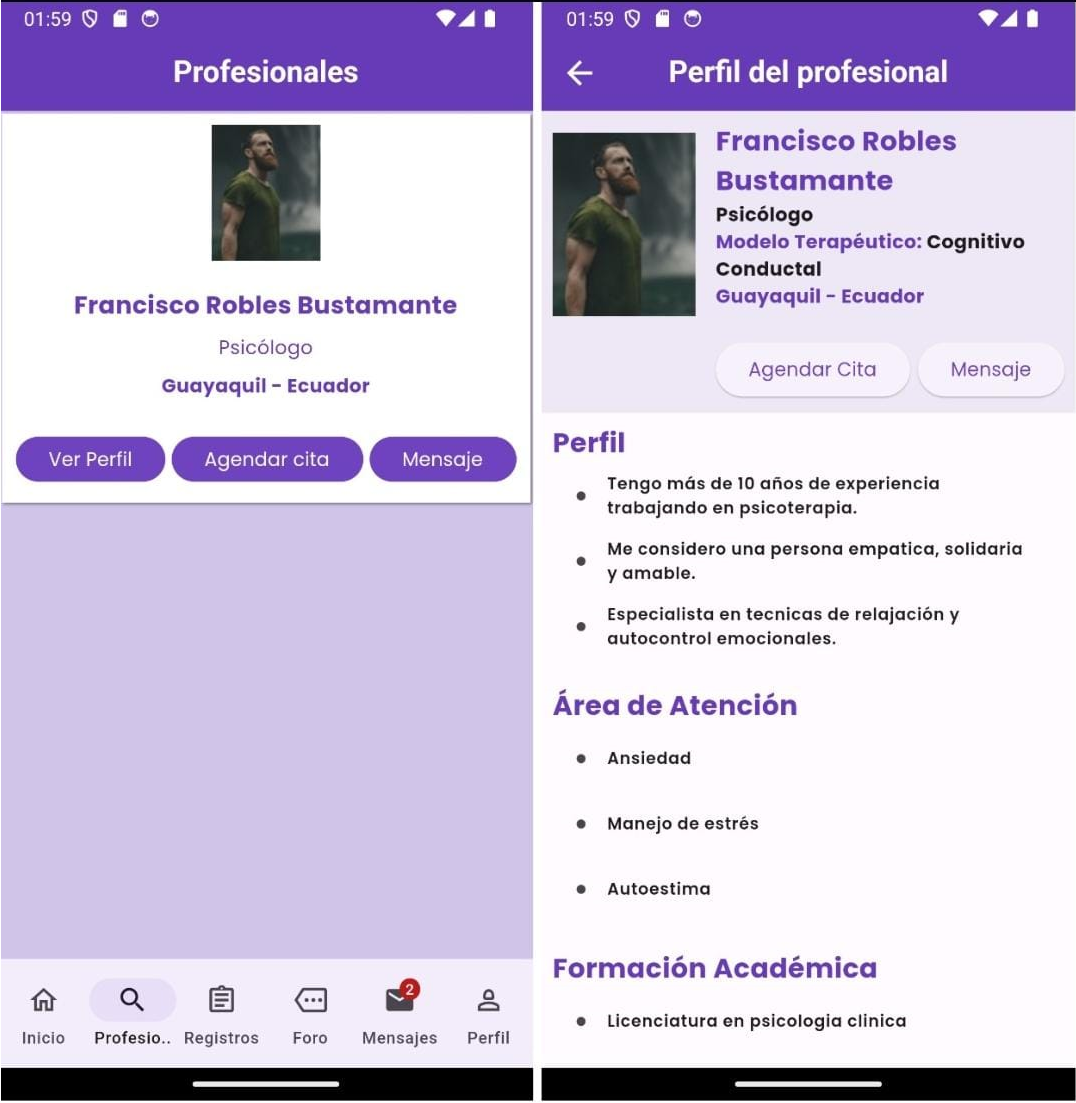 01:59
Profesionales
Francisco Robles Bustamante
Psicólogo
Guayaquil - Ecuador
Ver Perfil
Agendar cita
Mensaje
Inicio
Profesio..
Registros
Foro
2
Mensajes
Perfil
01:59
Perfil del profesional
Francisco Robles
Bustamante
Psicólogo
Modelo Terapéutico: Cognitivo
Conductal
Guayaquil - Ecuador
Agendar Cita
Mensaje
Perfil
Tengo más de 10 años de experiencia
trabajando en psicoterapia.
Me considero una persona empatica, solidaria
y amable.
Especialista en tecnicas de relajación y
autocontrol emocionales.
Área de Atención
Ansiedad
Manejo de estrés
Autoestima
Formación Académica
Licenciatura en psicologia clinica